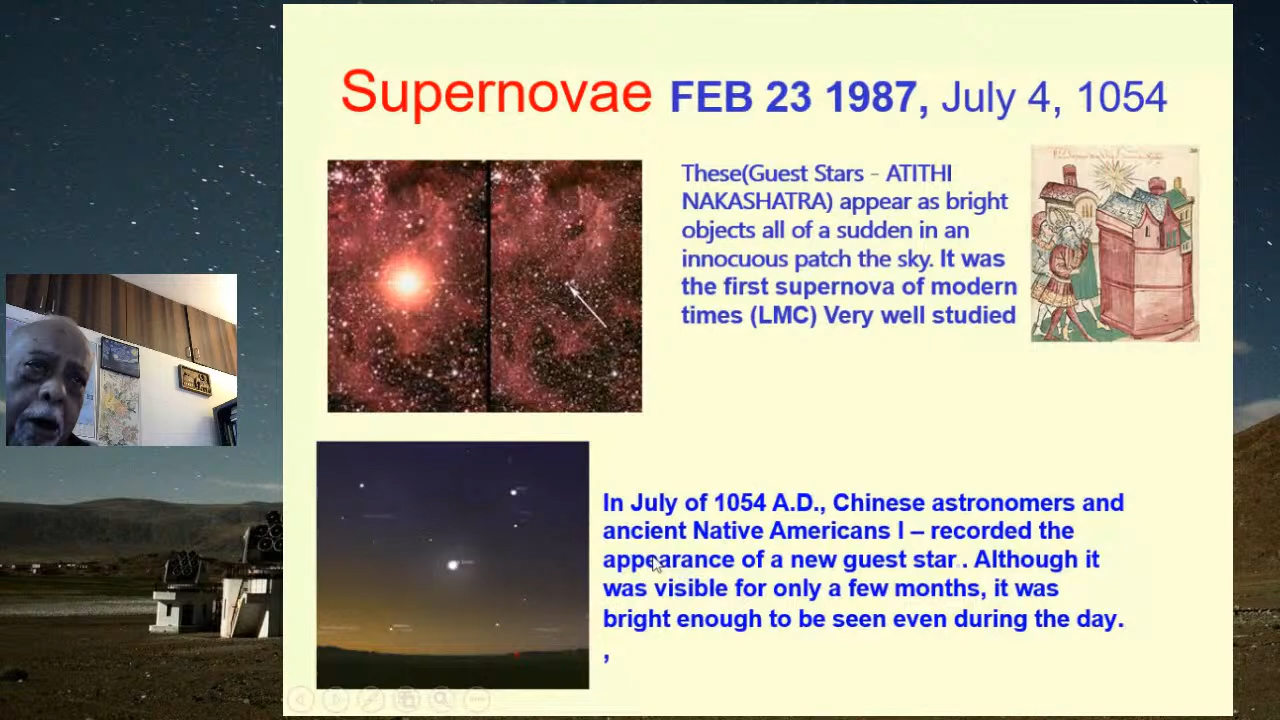 Supernovae FEB 23 1987, July 4, 1054
These(Guest Stars - ATITHI
NAKASHATRA) appear as bright
objects all of a sudden in an
innocuous patch the sky. It was
the first supernova of modern
times (LMC) Very well studied
In July of 1054 A.D., Chinese astronomers and
ancient Native Americans I – recorded the
appearance of a new guest star . Although it
was visible for only a few months, it was
bright enough to be seen even during the day.
,